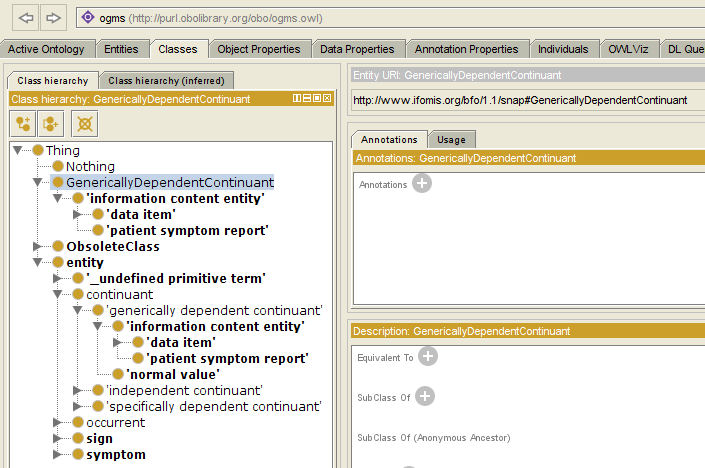 ogms (http://purl.obolibrary.org/obo/ogms.owl)
Active Ontology Entities Classes Object Properties Data Properties Annotation Properties Individuals OWLViz DL Que
Class hierarchy Class hierarchy (inferred)
Class hierarchy: GenericallyDependentContinuant
Thing
Nothing
GenericallyDependentContinuant
'information content entity'
'data item'
'patient symptom report'
ObsoleteClass
entity
'_undefined primitive term'
continuant
'generically dependent continuant'
'information content entity'
'data item'
'patient symptom report'
'normal value'
'independent continuant'
'specifically dependent continuant'
occurrent
sign
symptom
Entity URI: GenericallyDependentContinuant
http://www.ifomis.org/bfo/1.1/snap#GenericallyDependentContinuant
Annotations Usage
Annotations: GenericallyDependentContinuant
Annotations
Description: GenericallyDependentContinuant
Equivalent To
SubClass Of
SubClass Of (Anonymous Ancestor)